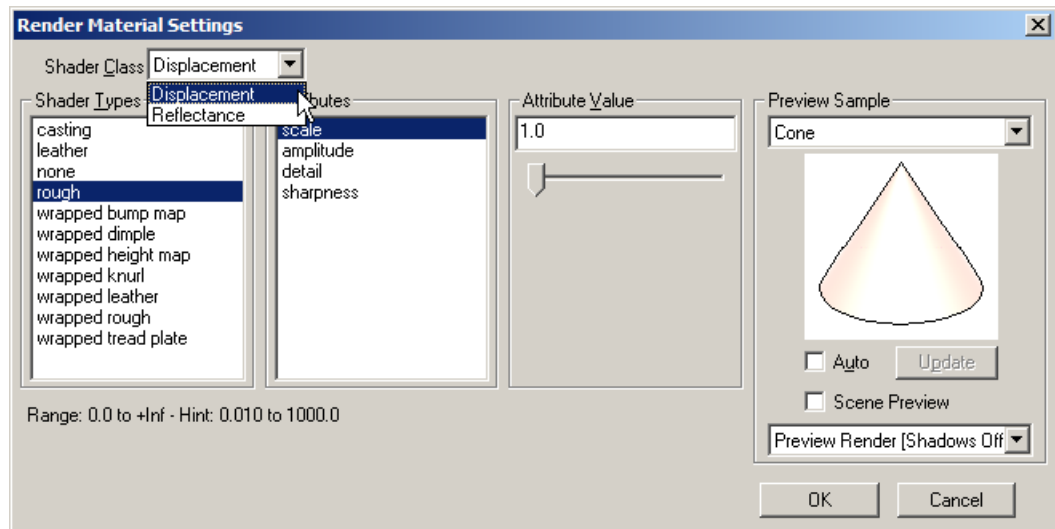 Render Material Settings
Shader Class Displacement
Displacement
Reflectance
Shader Types
casting
leather
none
rough
wrapped bump map
wrapped dimple
wrapped height map
wrapped knurl
wrapped leather
wrapped rough
wrapped tread plate
scale
amplitude
detail
sharpness
Attribute Value
1.0
Preview Sample
Cone
Auto
Update
Scene Preview
Preview Render [Shadows Off
Range: 0.0 to +Inf - Hint: 0.010 to 1000.0
OK
Cancel